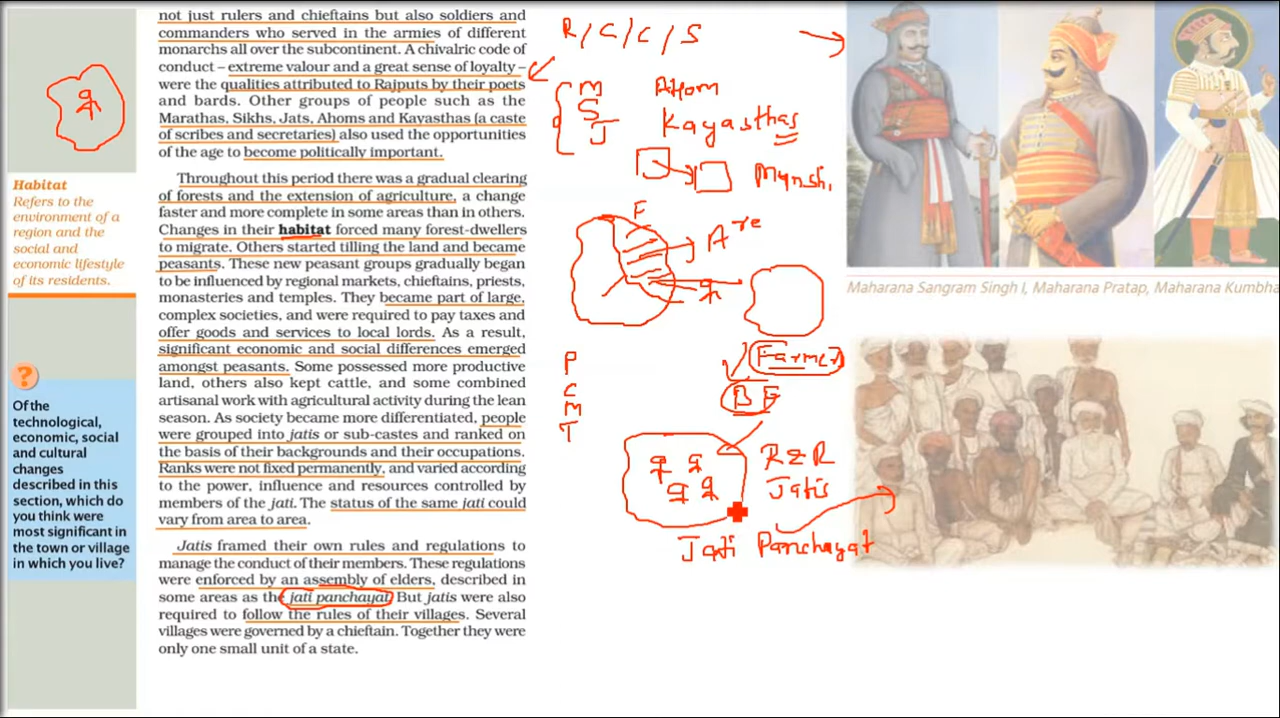 not just rulers and chieftains but also soldiers and
commanders who served in the armies of different
monarchs all over the subcontinent. A chivalric code of
conduct – extreme valour and a great sense of loyalty –
were the qualities attributed to Rajputs by their poets
and bards. Other groups of people such as the
Marathas, Sikhs, Jats, Ahoms and Kayasthas (a caste
of scribes and secretaries) also used the opportunities
of the age to become politically important.
Throughout this period there was a gradual clearing
of forests and the extension of agriculture, a change
faster and more complete in some areas than in others.
Changes in their habitat forced many forest-dwellers
to migrate. Others started tilling the land and became
peasants. These new peasant groups gradually began
to be influenced by regional markets, chieftains, priests,
monasteries and temples. They became part of large,
complex societies, and were required to pay taxes and
offer goods and services to local lords. As a result,
significant economic and social differences emerged
amongst peasants. Some possessed more productive
land, others also kept cattle, and some combined
artisanal work with agricultural activity during the lean
season. As society became more differentiated, people
were grouped into jatis or sub-castes and ranked on
the basis of their backgrounds and their occupations.
Ranks were not fixed permanently, and varied according
to the power, influence and resources controlled by
members of the jati. The status of the same jati could
vary from area to area.
Jatis framed their own rules and regulations to
manage the conduct of their members. These regulations
were enforced by an assembly of elders, described in
some areas as the jati panchayat. But jatis were also
required to follow the rules of their villages. Several
villages were governed by a chieftain. Together they were
only one small unit of a state.
Habitat
Refers to the
environment of a
region and the
social and
economic lifestyle
of its residents.
?
Of the
technological,
economic, social
and cultural
changes
described in this
section, which do
you think were
most significant in
the town or village
in which you live?
R/C/C/S
M Ahom
S Kayasthas
J
Munshi
F
Are
Farmer
P
C
M
T
B E
R & R
Jatis
Jati Panchayat
Maharana Sangram Singh I, Maharana Pratap, Maharana Kumbha